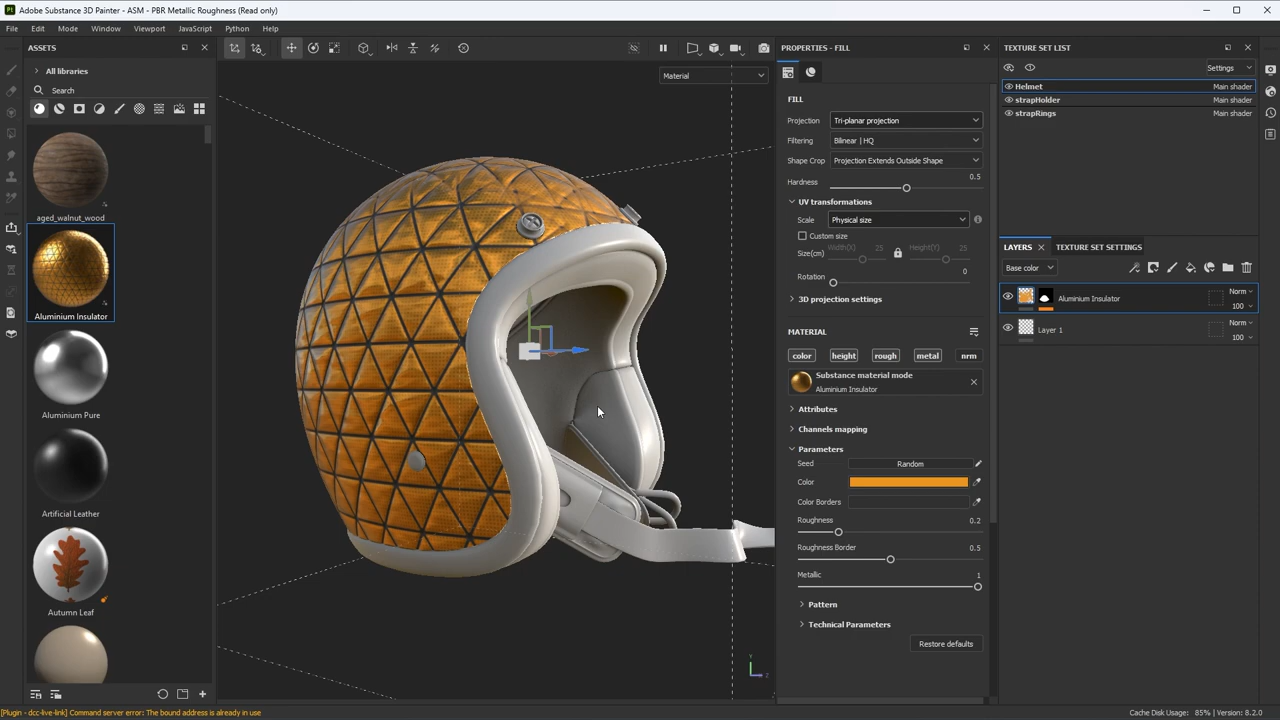 Adobe Substance 3D Painter - ASM - PBR Metallic Roughness (Read only)
File Edit Mode Window Viewport JavaScript Python Help
ASSETS
All libraries
Search
aged_walnut_wood
Aluminium Insulator
Aluminium Pure
Artificial Leather
Autumn Leaf
Material
Y
Z
PROPERTIES - FILL
FILL
Projection Tri-planar projection
Filtering Bilinear | HQ
Shape Crop Projection Extends Outside Shape
Hardness 0.5
UV transformations
Scale Physical size
Custom size
Size(cm) Width(X) 25 Height(Y) 25
Rotation 0
3D projection settings
MATERIAL
color height rough metal nrm
Substance material mode
Aluminium Insulator
Attributes
Channels mapping
Parameters
Seed Random
Color
Color Borders
Roughness 0.2
Roughness Border 0.5
Metallic 1
Pattern
Technical Parameters
Restore defaults
TEXTURE SET LIST
Settings
Helmet Main shader
strapHolder Main shader
strapRings Main shader
LAYERS TEXTURE SET SETTINGS
Base color
Aluminium Insulator Norm 100
Layer 1 Norm 100
[Plugin - dcc-live-link] Command server error: The bound address is already in use
Cache Disk Usage: 85% | Version: 8.2.0